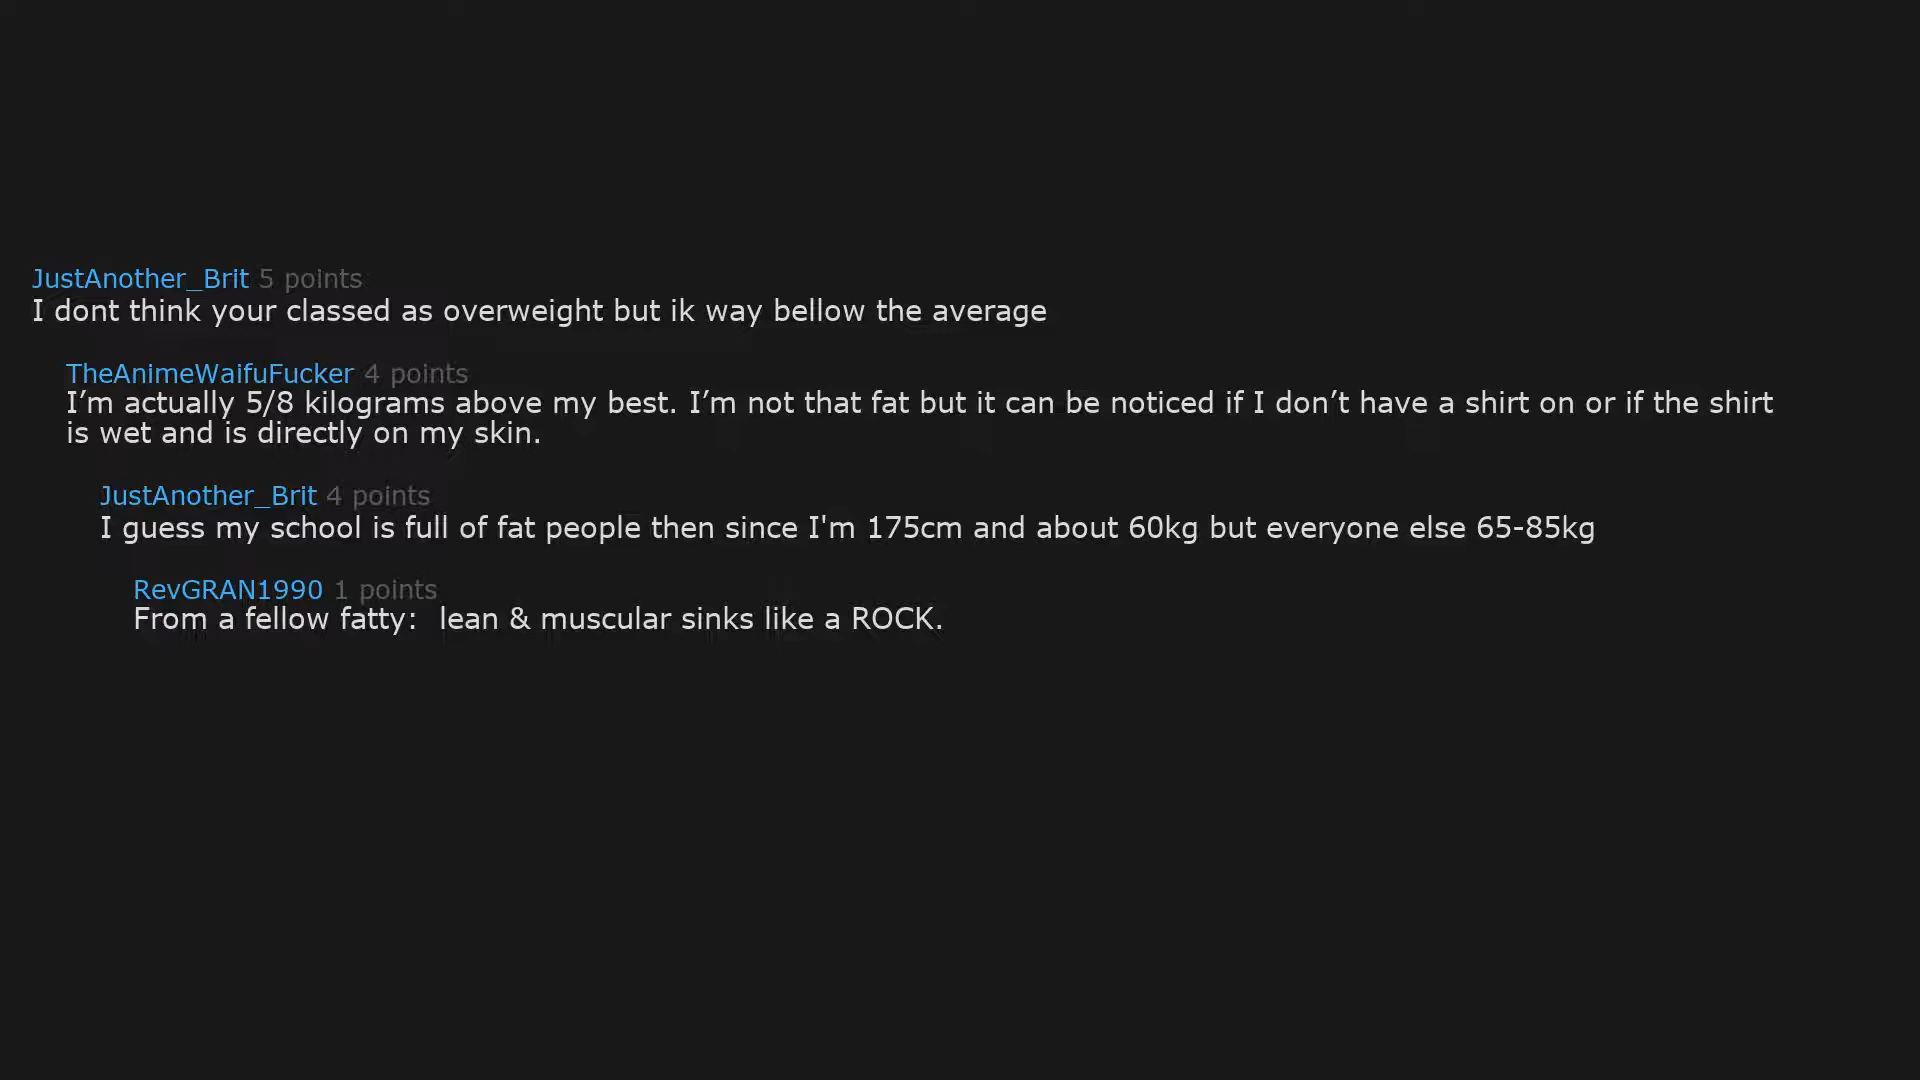 JustAnother_Brit 5 points
I dont think your classed as overweight but ik way bellow the average
TheAnimeWaifuFucker 4 points
I’m actually 5/8 kilograms above my best. I’m not that fat but it can be noticed if I don’t have a shirt on or if the shirt
is wet and is directly on my skin.
JustAnother_Brit 4 points
I guess my school is full of fat people then since I'm 175cm and about 60kg but everyone else 65-85kg
RevGRAN1990 1 points
From a fellow fatty:  lean & muscular sinks like a ROCK.